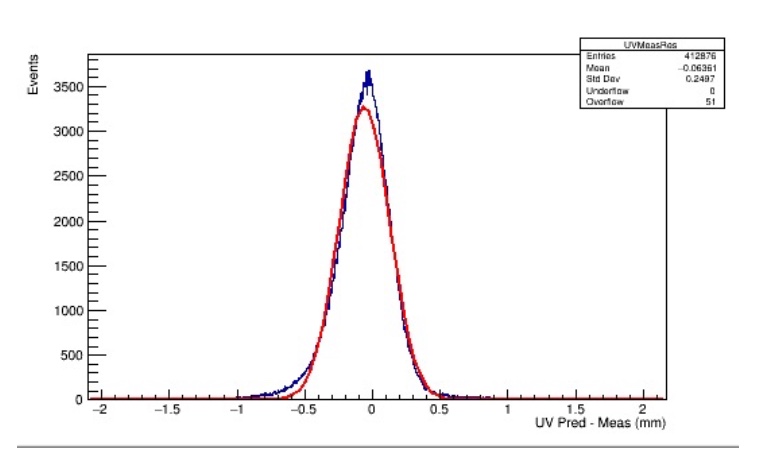 UVMeasRes
Entries 412876
Mean −0.06361
Std Dev 0.2497
Underflow 0
Overflow 51
Events
3500
3000
2500
2000
1500
1000
500
0
−2 −1.5 −1 −0.5 0 0.5 1 1.5 2
UV Pred - Meas (mm)